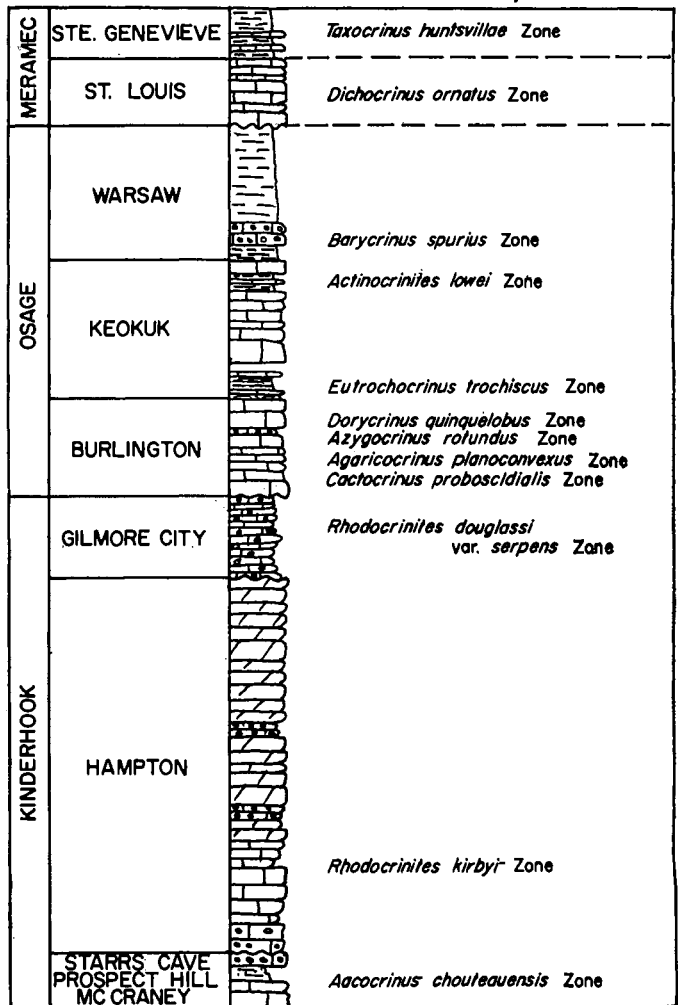 MERAMEC
STE. GENEVIEVE
Taxocrinus huntsvillae Zone
ST. LOUIS
Dichocrinus ornatus Zone
OSAGE
WARSAW
Barycrinus spurius Zone
KEOKUK
Actinocrinites lowei Zone
Eutrochocrinus trochiscus Zone
BURLINGTON
Dorycrinus quinquelobus Zone
Azygocrinus rotundus Zone
Agaricocrinus planoconvexus Zone
Cactocrinus proboscidialis Zone
KINDERHOOK
GILMORE CITY
Rhodocrinites douglassi
var. serpens Zone
HAMPTON
Rhodocrinites kirbyi Zone
STARRS CAVE
PROSPECT HILL
MC CRANEY
Aacocrinus chouteauensis Zone